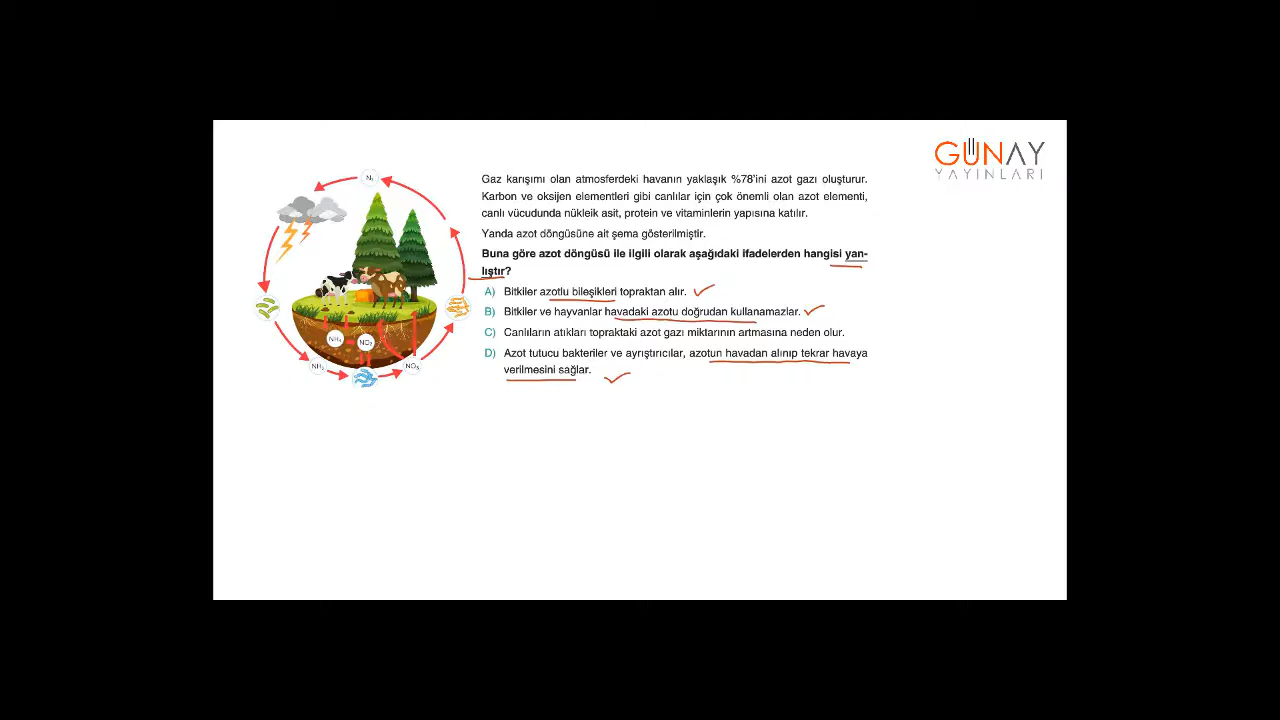 GÜNAY
YAYINLARI
Gaz karışımı olan atmosferdeki havanın yaklaşık %78'ini azot gazı oluşturur.
Karbon ve oksijen elementleri gibi canlılar için çok önemli olan azot elementi,
canlı vücudunda nükleik asit, protein ve vitaminlerin yapısına katılır.
Yanda azot döngüsüne ait şema gösterilmiştir.
Buna göre azot döngüsü ile ilgili olarak aşağıdaki ifadelerden hangisi yan-
lıştır?
A) Bitkiler azotlu bileşikleri topraktan alır.
B) Bitkiler ve hayvanlar havadaki azotu doğrudan kullanamazlar.
C) Canlıların atıkları topraktaki azot gazı miktarının artmasına neden olur.
D) Azot tutucu bakteriler ve ayrıştırıcılar, azotun havadan alınıp tekrar havaya
verilmesini sağlar.
N₂
NH₄
NO₂
NH₃
NO₃